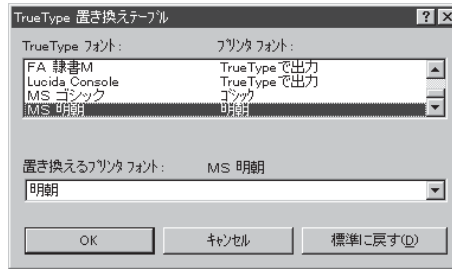 TrueType 置き換えテーブル
TrueType フォント: プリンタ フォント:
FA 隷書M TrueTypeで出力
Lucida Console TrueTypeで出力
MS ゴシック ゴシック
MS 明朝 明朝
置き換えるプリンタ フォント: MS 明朝
明朝
OK キャンセル 標準に戻す(D)